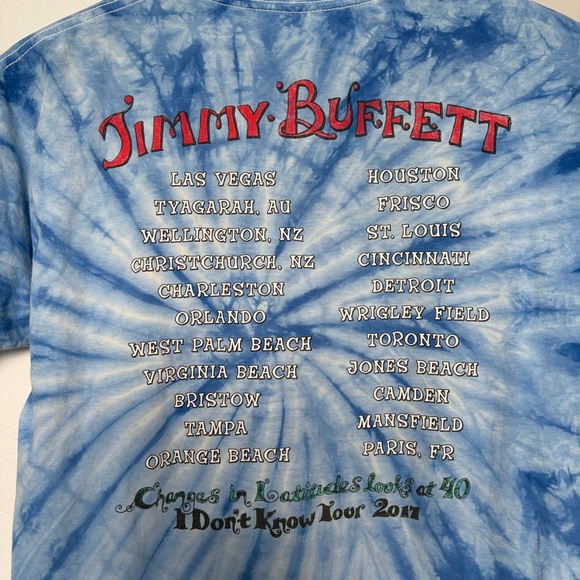 JIMMY·BUFFETT
LAS VEGAS
TYAGARAH, AU
WELLINGTON, NZ
CHRISTCHURCH, NZ
CHARLESTON
ORLANDO
WEST PALM BEACH
VIRGINIA BEACH
BRISTOW
TAMPA
ORANGE BEACH
HOUSTON
FRISCO
ST. LOUIS
CINCINNATI
DETROIT
WRIGLEY FIELD
TORONTO
JONES BEACH
CAMDEN
MANSFIELD
PARIS, FR
Changes in Latitudes Looks at 40
I Don't Know Tour 2017